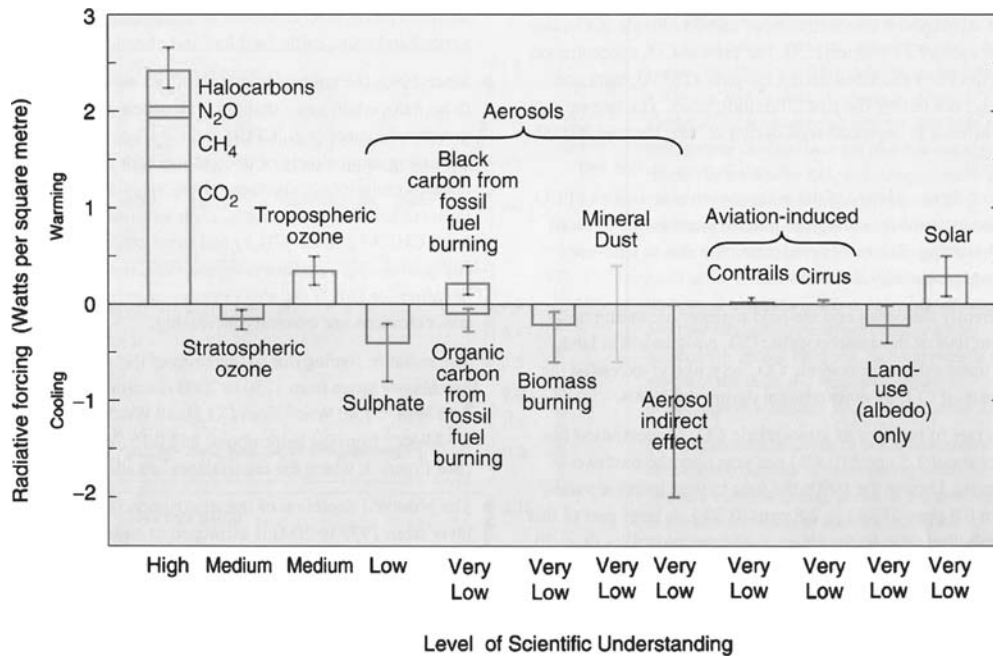 3
2
1
0
−1
−2
Radiative forcing (Watts per square metre)
Warming
Cooling
Halocarbons
N₂O
CH₄
CO₂
Tropospheric
ozone
Stratospheric
ozone
Aerosols
Sulphate
Black
carbon from
fossil
fuel
burning
Organic
carbon
from
fossil
fuel
burning
Biomass
burning
Mineral
Dust
Aerosol
indirect
effect
Aviation-induced
Contrails Cirrus
Land-
use
(albedo)
only
Solar
High Medium Medium Low Very Low Very Low Very Low Very Low Very Low Very Low Very Low Very Low
Level of Scientific Understanding